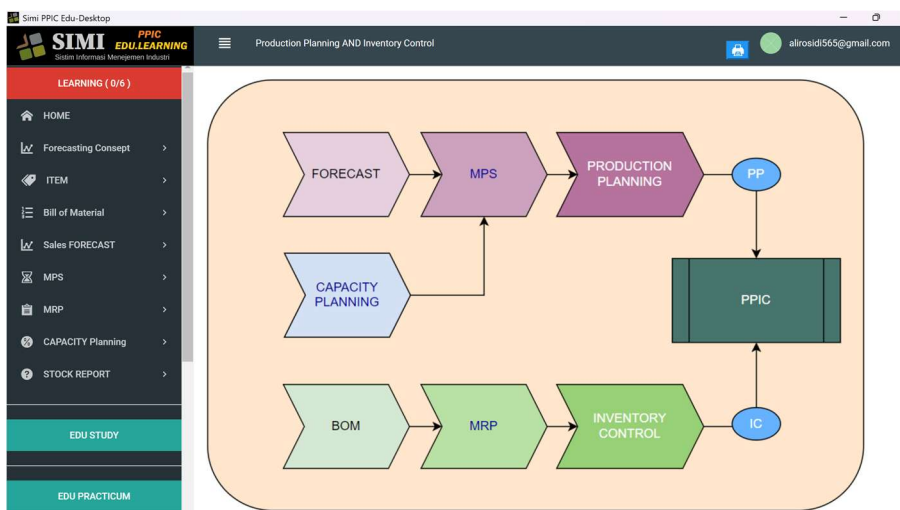 Simi PPIC Edu-Desktop
SIMI PPIC EDU.LEARNING
Sistim Informasi Menejemen Industri
Production Planning AND Inventory Control
alirosidi565@gmail.com
LEARNING ( 0/6 )
HOME
Forecasting Consept
ITEM
Bill of Material
Sales FORECAST
MPS
MRP
CAPACITY Planning
STOCK REPORT
EDU STUDY
EDU PRACTICUM
FORECAST
MPS
PRODUCTION
PLANNING
PP
CAPACITY
PLANNING
PPIC
BOM
MRP
INVENTORY
CONTROL
IC